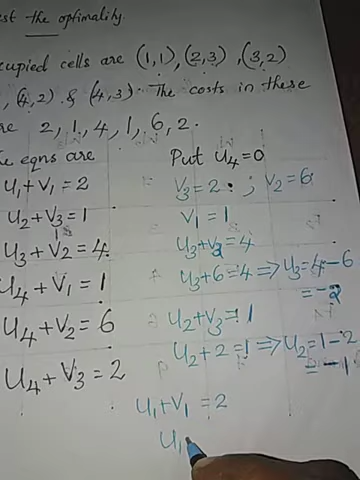 the optimality.
cupied cells are (1,1), (2,3), (3,2)
, (4,2) & (4,3). The costs in these
re 2, 1, 4, 1, 6, 2.
eqns are
U1+V1=2
U2+V3=1
U3+V2=4
U4+V1=1
U4+V2=6
U4+V3=2
Put U4=0
V3=2 ; V2=6
V1=1
U3+V2=4
U3+6=4 ⟹ U3=4-6
=-2
U2+V3=1
U2+2=1 ⟹ U2=1-2
=-1
U1+V1=2
U1